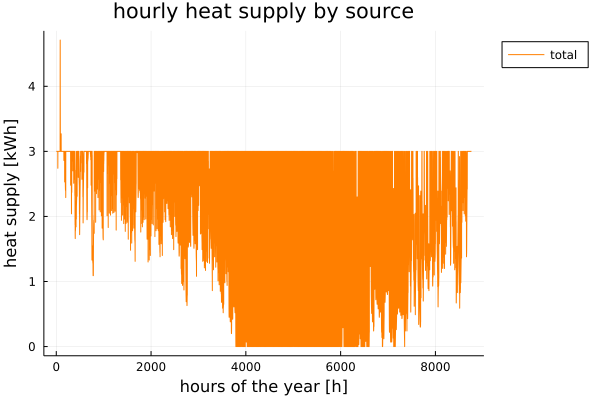 hourly heat supply by source
total
heat supply [kWh]
4
3
2
1
0
0 2000 4000 6000 8000
hours of the year [h]